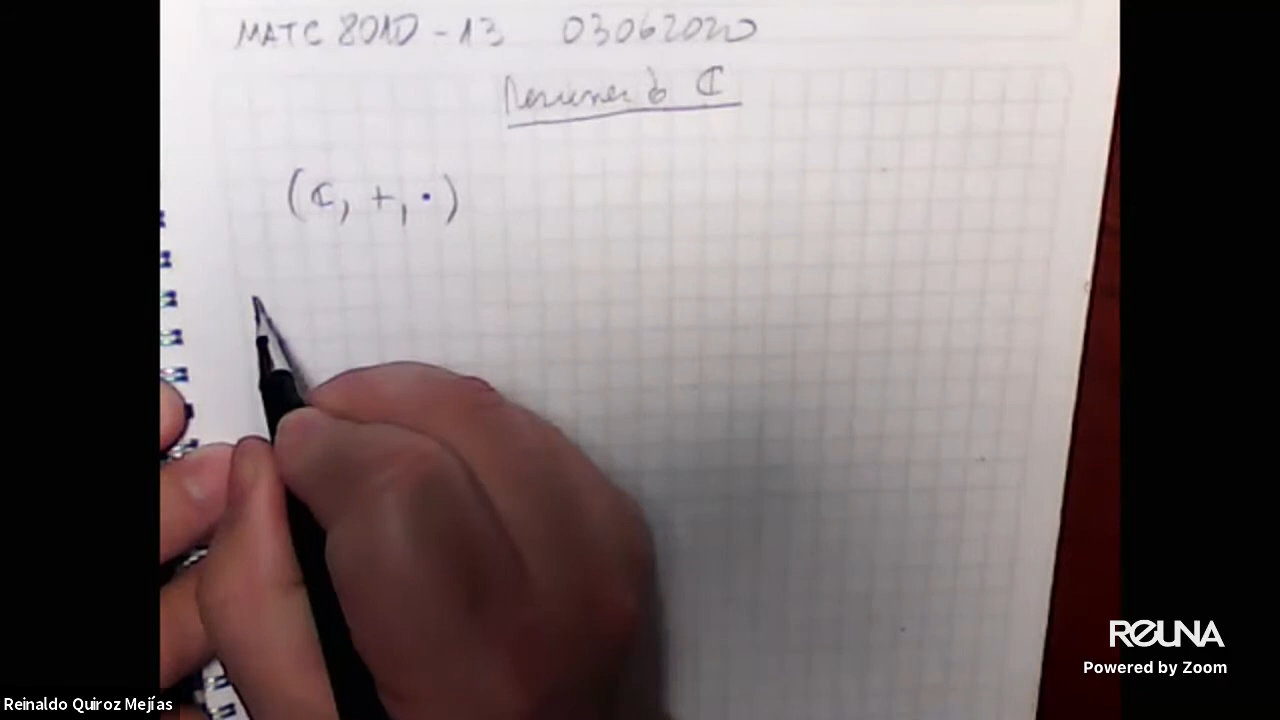 MATC 8010 - 13 03062020
Resumen de ℂ
(ℂ, +, ·)
REUNA
Powered by Zoom
Reinaldo Quiroz Mejías